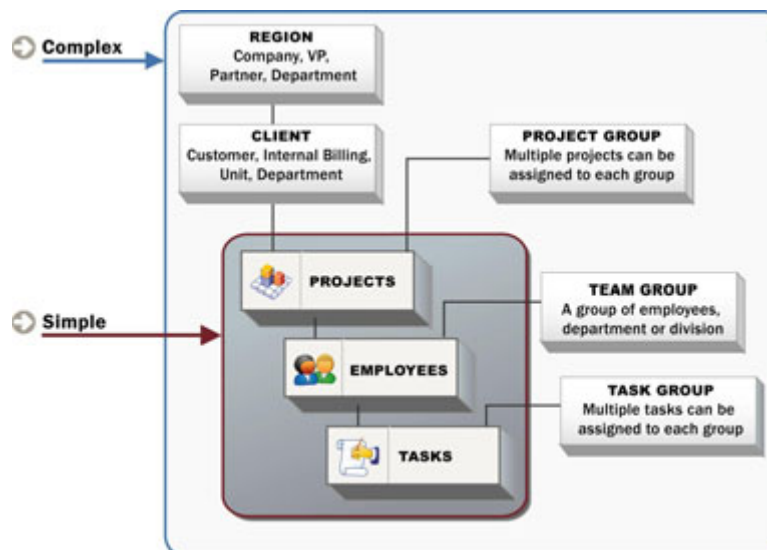 Complex
REGION
Company, VP,
Partner, Department
CLIENT
Customer, Internal Billing,
Unit, Department
PROJECT GROUP
Multiple projects can be
assigned to each group
PROJECTS
Simple
TEAM GROUP
A group of employees,
department or division
EMPLOYEES
TASK GROUP
Multiple tasks can be
assigned to each group
TASKS